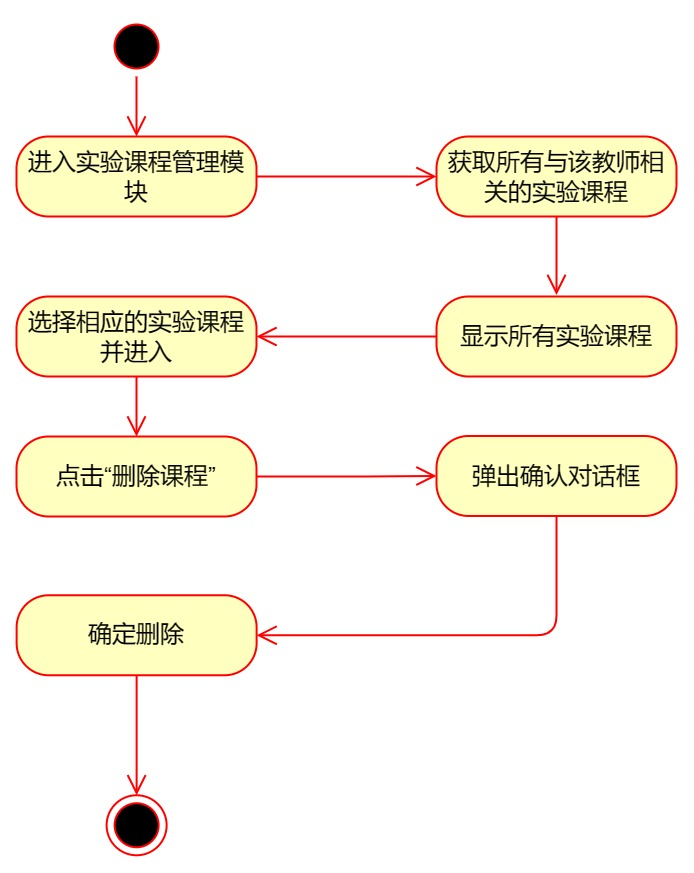 进入实验课程管理模
块
获取所有与该教师相
关的实验课程
显示所有实验课程
选择相应的实验课程
并进入
点击“删除课程”
弹出确认对话框
确定删除